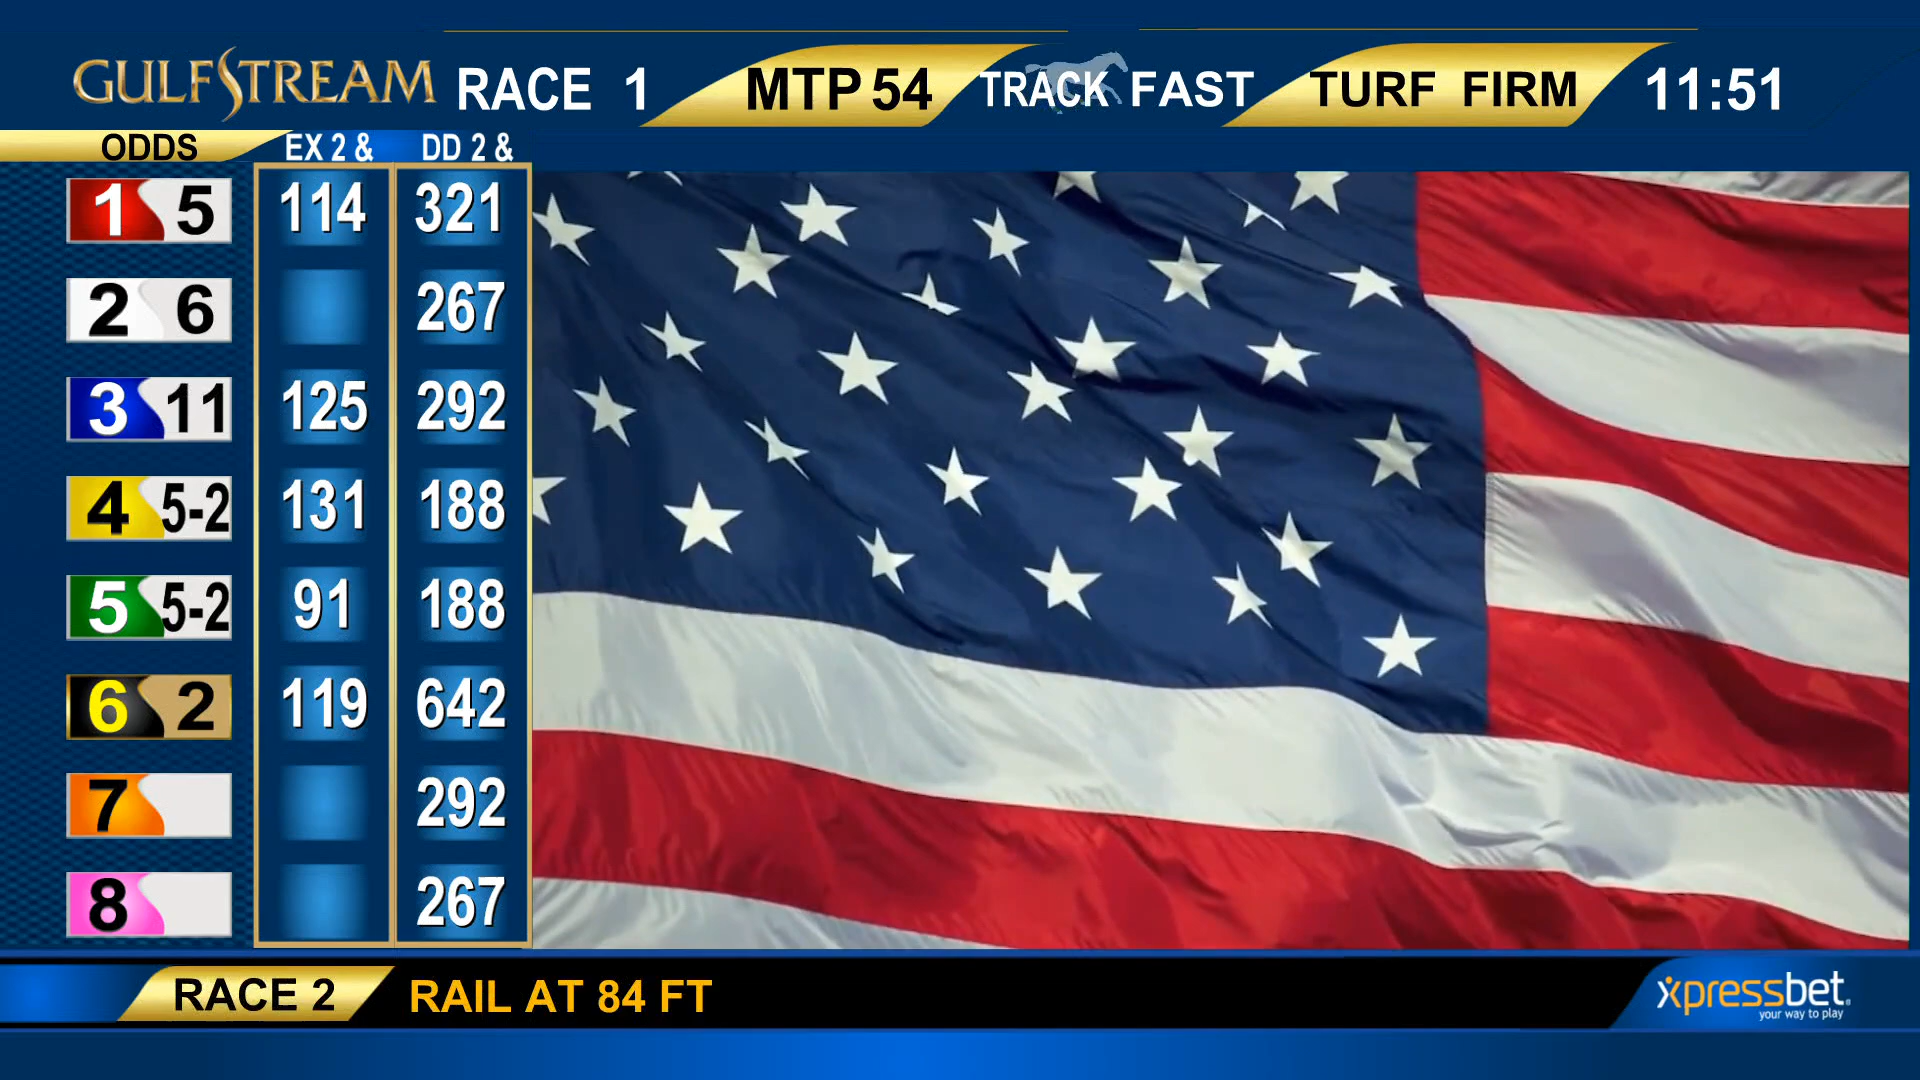 GULFSTREAM RACE 1 MTP 54 TRACK FAST TURF FIRM 11:51
ODDS EX 2 & DD 2 &
1 5 114 321
2 6 267
3 11 125 292
4 5-2 131 188
5 5-2 91 188
6 2 119 642
7 292
8 267
RACE 2 RAIL AT 84 FT
xpressbet.
your way to play